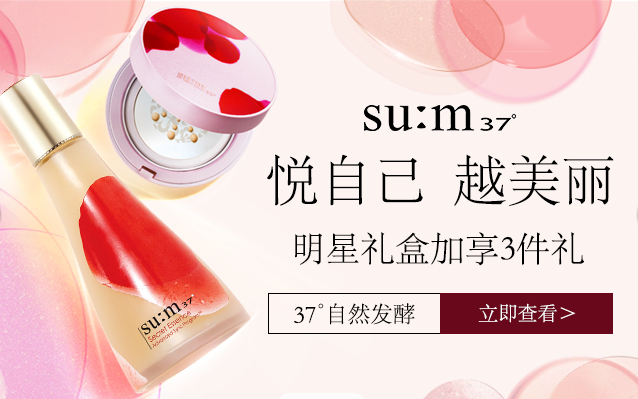 su:m37°
悦自己 越美丽
明星礼盒加享3件礼
37°自然发酵
立即查看>
su:m37°
Secret Essence